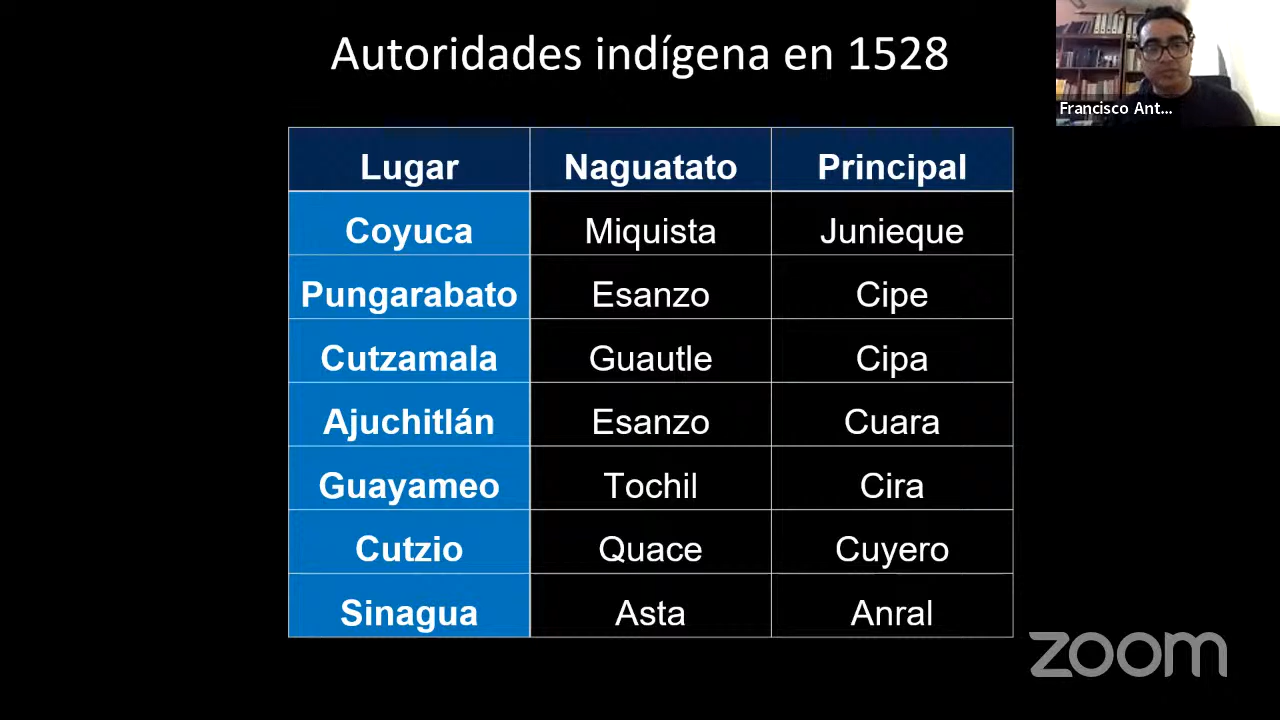 Autoridades indígena en 1528
Francisco Ant...
Lugar Naguatato Principal
Coyuca Miquista Junieque
Pungarabato Esanzo Cipe
Cutzamala Guautle Cipa
Ajuchitlán Esanzo Cuara
Guayameo Tochil Cira
Cutzio Quace Cuyero
Sinagua Asta Anral
zoom